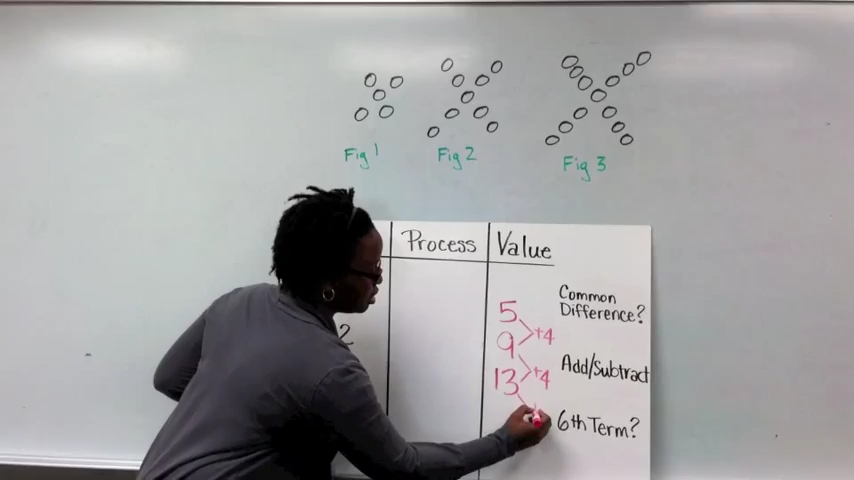 Fig 1
Fig 2
Fig 3
Process
Value
2
5
+4
9
+4
13
Common
Difference?
Add/Subtract
6th Term?